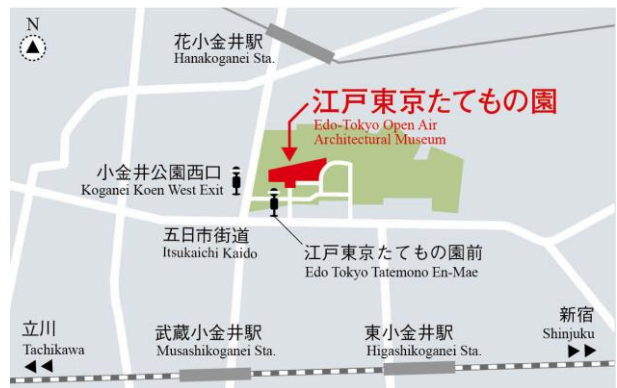 N
花小金井駅
Hanakoganei Sta.
江戸東京たてもの園
Edo-Tokyo Open Air
Architectural Museum
小金井公園西口
Koganei Koen West Exit
五日市街道
Itsukaichi Kaido
江戸東京たてもの園前
Edo Tokyo Tatemono En-Mae
立川
Tachikawa
武蔵小金井駅
Musashikoganei Sta.
東小金井駅
Higashikoganei Sta.
新宿
Shinjuku